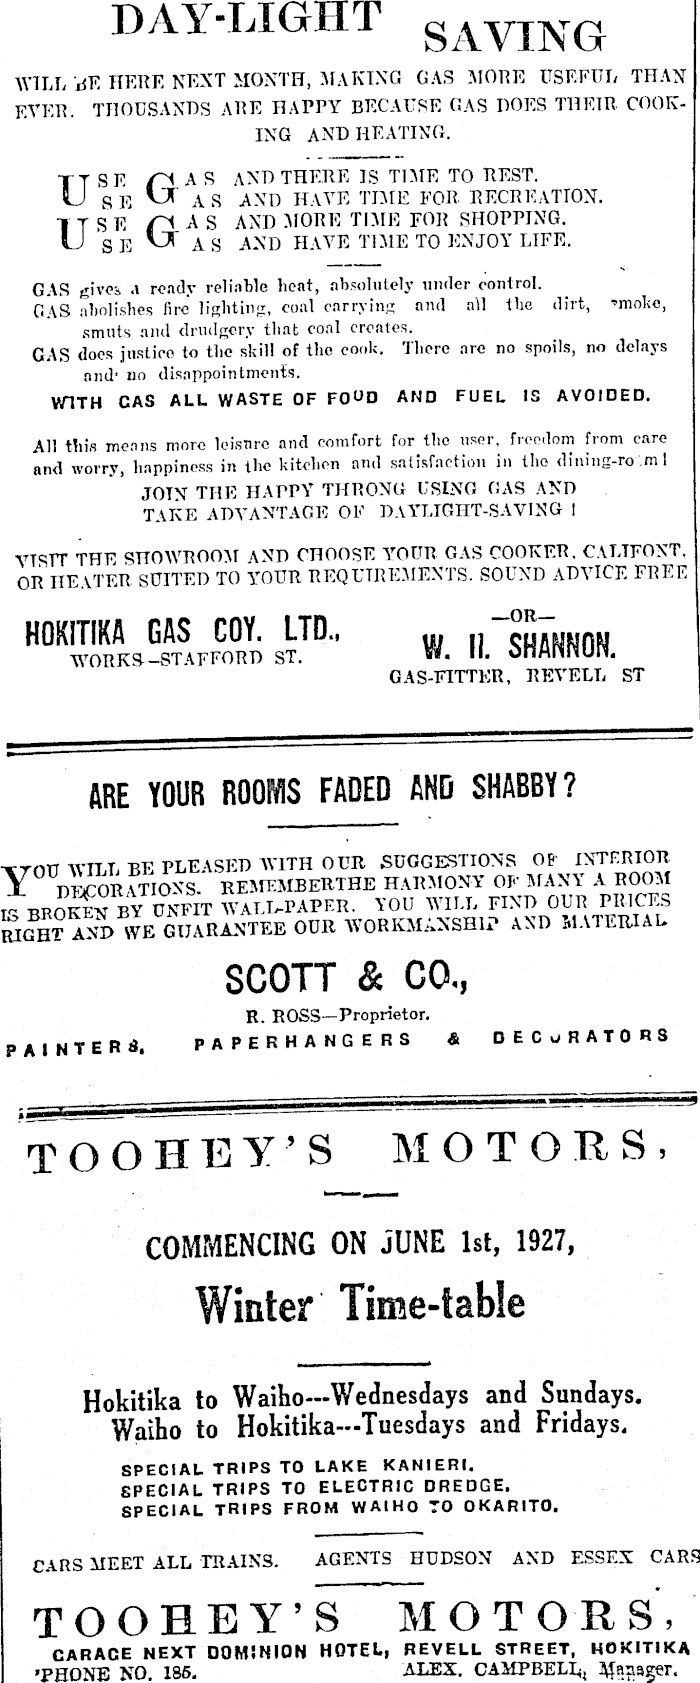 DAY-LIGHT SAVING
WILL BE HERE NEXT MONTH, MAKING GAS MORE USEFUL THAN
EVER. THOUSANDS ARE HAPPY BECAUSE GAS DOES THEIR COOK-
ING AND HEATING.
USE GAS AND THERE IS TIME TO REST.
USE GAS AND HAVE TIME FOR RECREATION.
USE GAS AND MORE TIME FOR SHOPPING.
USE GAS AND HAVE TIME TO ENJOY LIFE.
GAS gives a ready reliable heat, absolutely under control.
GAS abolishes fire lighting, coal carrying and all the dirt, smoke,
smuts and drudgery that coal creates.
GAS does justice to the skill of the cook. There are no spoils, no delays
and no disappointments.
WITH GAS ALL WASTE OF FOOD AND FUEL IS AVOIDED.
All this means more leisure and comfort for the user, freedom from care
and worry, happiness in the kitchen and satisfaction in the dining-room!
JOIN THE HAPPY THRONG USING GAS AND
TAKE ADVANTAGE OF DAYLIGHT-SAVING!
VISIT THE SHOWROOM AND CHOOSE YOUR GAS COOKER, CALIFONT,
OR HEATER SUITED TO YOUR REQUIREMENTS. SOUND ADVICE FREE
HOKITIKA GAS COY. LTD.,
WORKS—STAFFORD ST.
—OR—
W. H. SHANNON.
GAS-FITTER, REVELL ST
ARE YOUR ROOMS FADED AND SHABBY?
YOU WILL BE PLEASED WITH OUR SUGGESTIONS OF INTERIOR
DECORATIONS. REMEMBERTHE HARMONY OF MANY A ROOM
IS BROKEN BY UNFIT WALL-PAPER. YOU WILL FIND OUR PRICES
RIGHT AND WE GUARANTEE OUR WORKMANSHIP AND MATERIAL
SCOTT & CO.,
R. ROSS—Proprietor.
PAINTERS, PAPERHANGERS & DECORATORS
TOOHEY'S MOTORS,
COMMENCING ON JUNE 1st, 1927,
Winter Time-table
Hokitika to Waiho---Wednesdays and Sundays.
Waiho to Hokitika---Tuesdays and Fridays.
SPECIAL TRIPS TO LAKE KANIERI.
SPECIAL TRIPS TO ELECTRIC DREDGE.
SPECIAL TRIPS FROM WAIHO TO OKARITO.
CARS MEET ALL TRAINS. AGENTS HUDSON AND ESSEX CARS
TOOHEY'S MOTORS,
GARAGE NEXT DOMINION HOTEL, REVELL STREET, HOKITIKA
'PHONE NO. 185. ALEX. CAMPBELL, Manager.